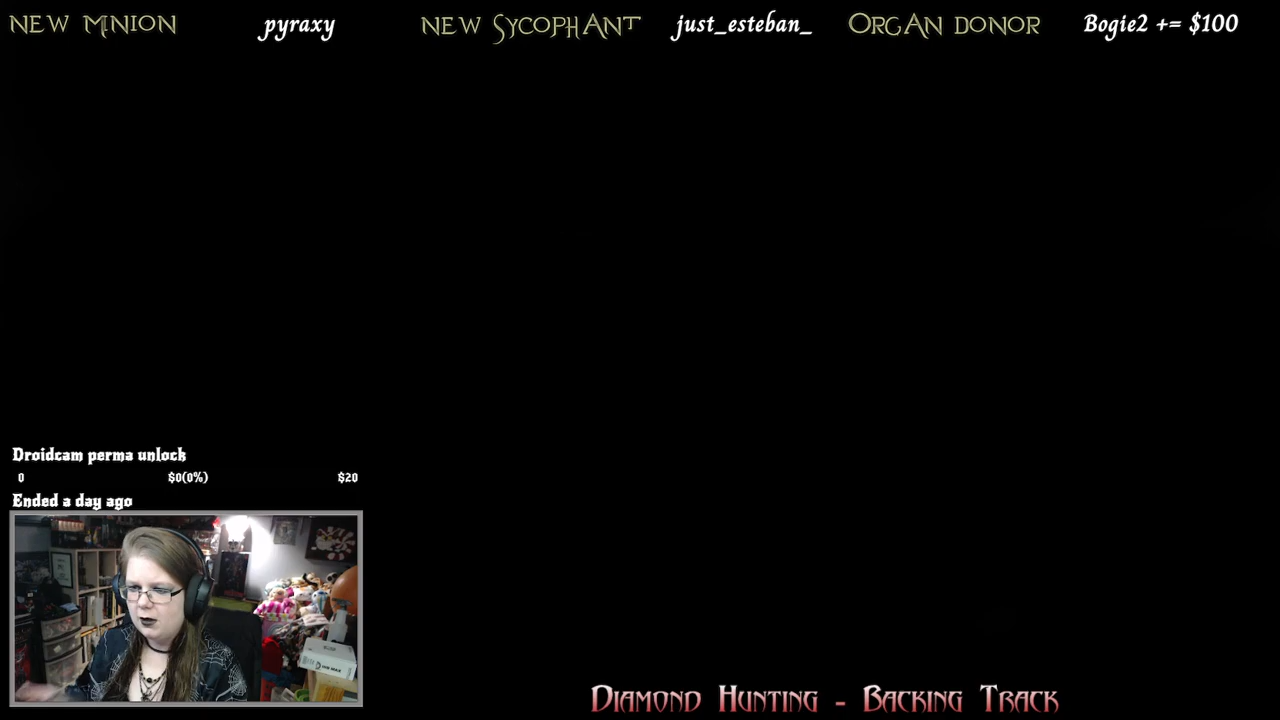 NEW MINION pyraxy NEW SYCOPHANT just_esteban_ ORGAN DONOR Bogie2 += $100
Droidcam perma unlock
0 $0(0%) $20
Ended a day ago
DIAMOND HUNTING - BACKING TRACK